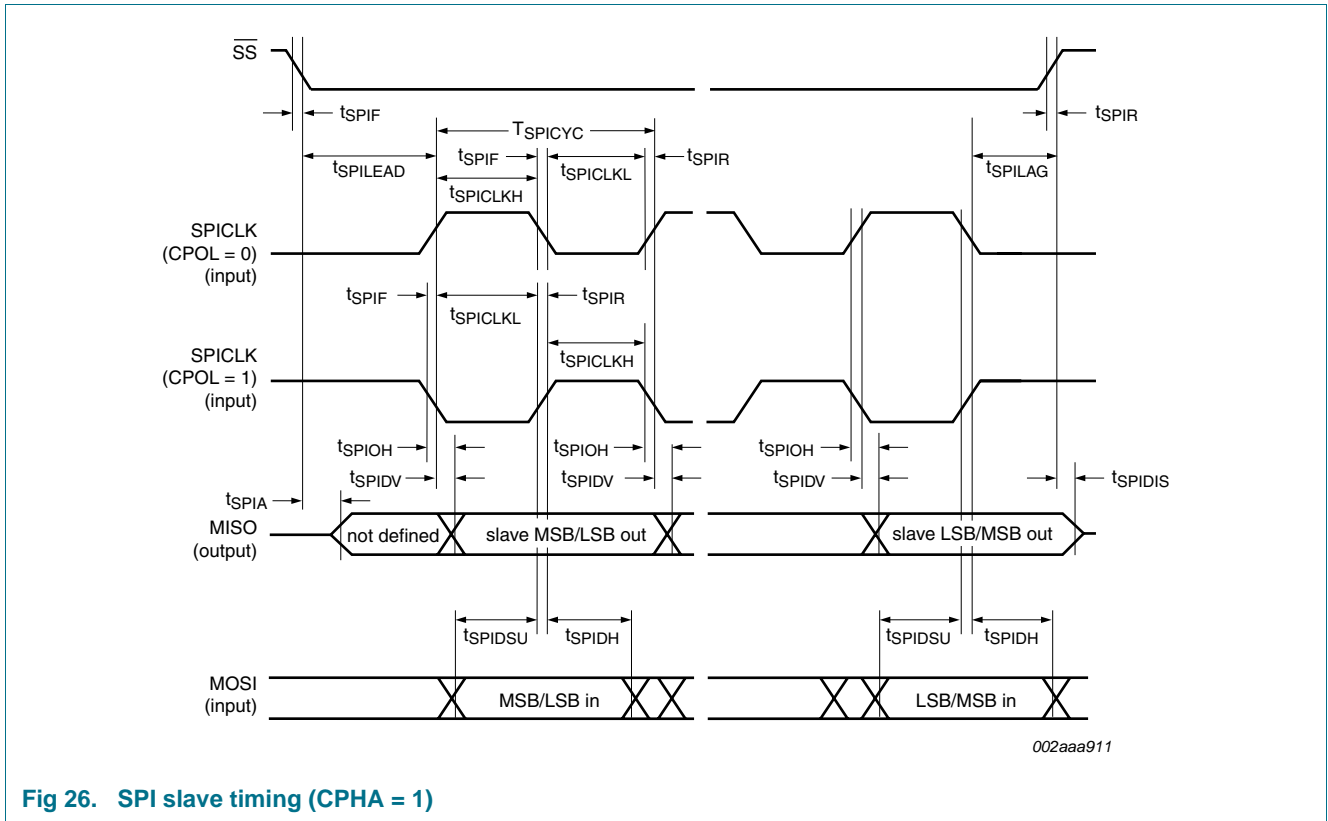 SS
tSPIF
tSPIR
TSPICYC
tSPIF
tSPIR
tSPILEAD
tSPICLKL
tSPILAG
tSPICLKH
SPICLK
(CPOL = 0)
(input)
tSPIF
tSPIR
tSPICLKL
SPICLK
(CPOL = 1)
(input)
tSPICLKH
tSPIOH
tSPIOH
tSPIOH
tSPIDV
tSPIDV
tSPIDV
tSPIDIS
tSPIA
MISO
(output)
not defined
slave MSB/LSB out
slave LSB/MSB out
tSPIDSU
tSPIDH
tSPIDSU
tSPIDH
MOSI
(input)
MSB/LSB in
LSB/MSB in
002aaa911
Fig 26. SPI slave timing (CPHA = 1)